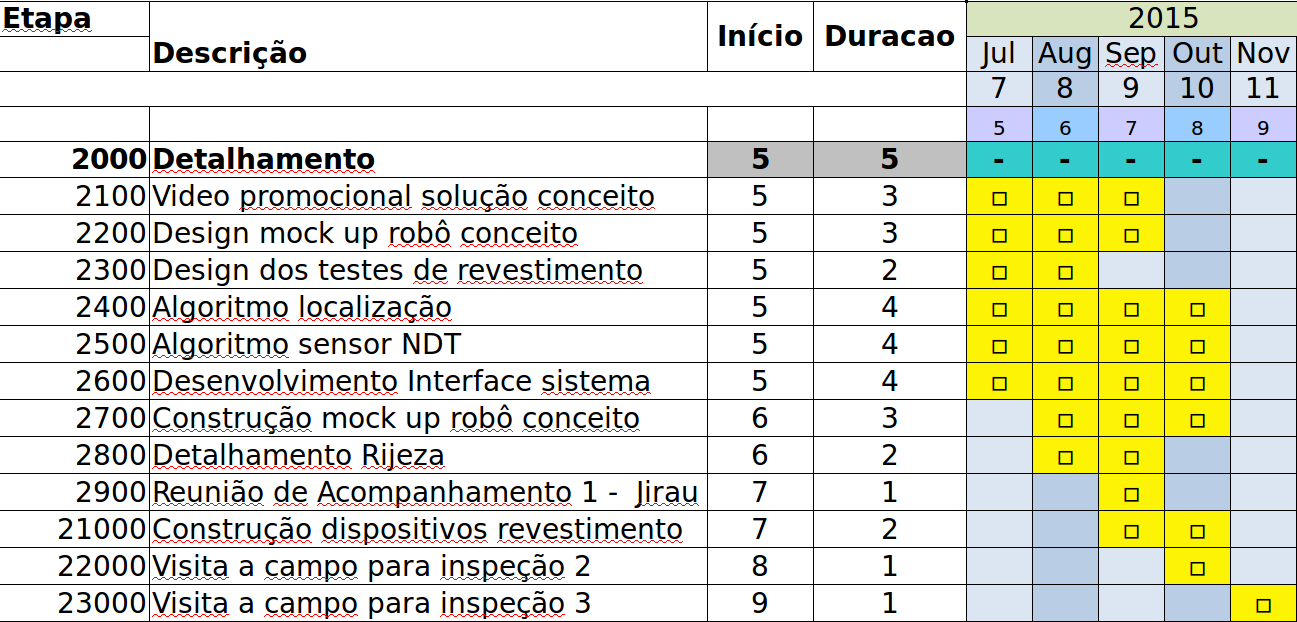 Etapa 2015
Descrição Início Duracao Jul Aug Sep Out Nov
7 8 9 10 11
5 6 7 8 9
2000 Detalhamento 5 5 - - - - -
2100 Video promocional solução conceito 5 3
2200 Design mock up robô conceito 5 3
2300 Design dos testes de revestimento 5 2
2400 Algoritmo localização 5 4
2500 Algoritmo sensor NDT 5 4
2600 Desenvolvimento Interface sistema 5 4
2700 Construção mock up robô conceito 6 3
2800 Detalhamento Rijeza 6 2
2900 Reunião de Acompanhamento 1 - Jirau 7 1
21000 Construção dispositivos revestimento 7 2
22000 Visita a campo para inspeção 2 8 1
23000 Visita a campo para inspeção 3 9 1